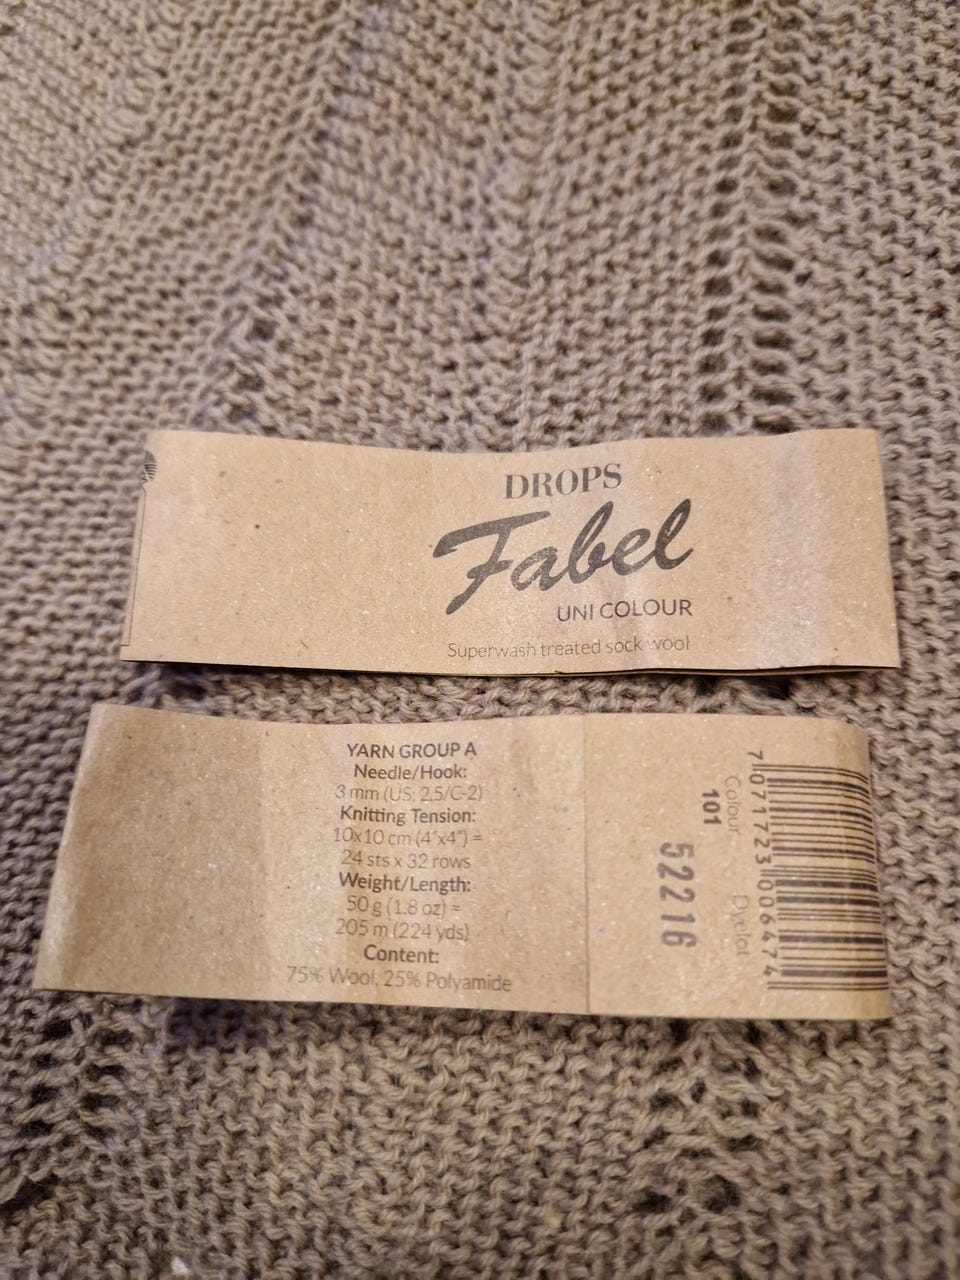 DROPS
Fabel
UNI COLOUR
Superwash treated sock wool
YARN GROUP A
Needle/Hook:
3 mm (US: 2.5/C-2)
Knitting Tension:
10x10 cm (4"x4") =
24 sts x 32 rows
Weight/Length:
50 g (1.8 oz) =
205 m (224 yds)
Content:
75% Wool, 25% Polyamide
Colour
101
Dyelot
52216
7071723006474